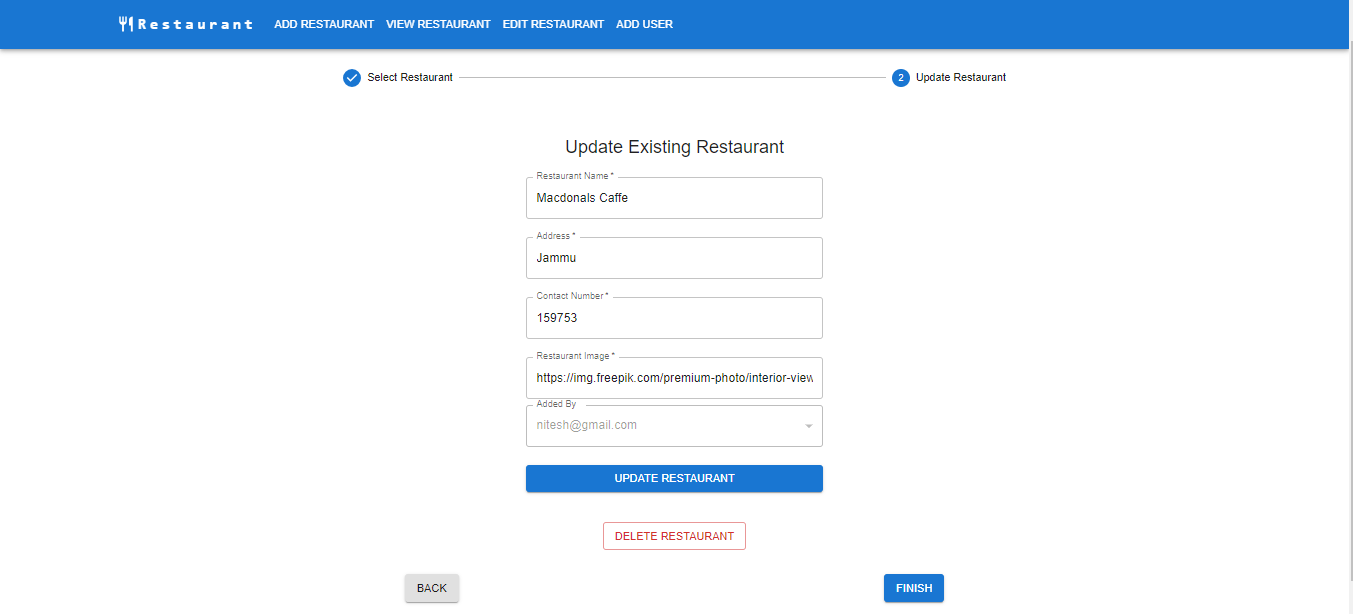 Restaurant ADD RESTAURANT VIEW RESTAURANT EDIT RESTAURANT ADD USER
Select Restaurant 2 Update Restaurant
Update Existing Restaurant
Restaurant Name *
Macdonals Caffe
Address *
Jammu
Contact Number *
159753
Restaurant Image *
https://img.freepik.com/premium-photo/interior-view
Added By
nitesh@gmail.com
UPDATE RESTAURANT
DELETE RESTAURANT
BACK FINISH